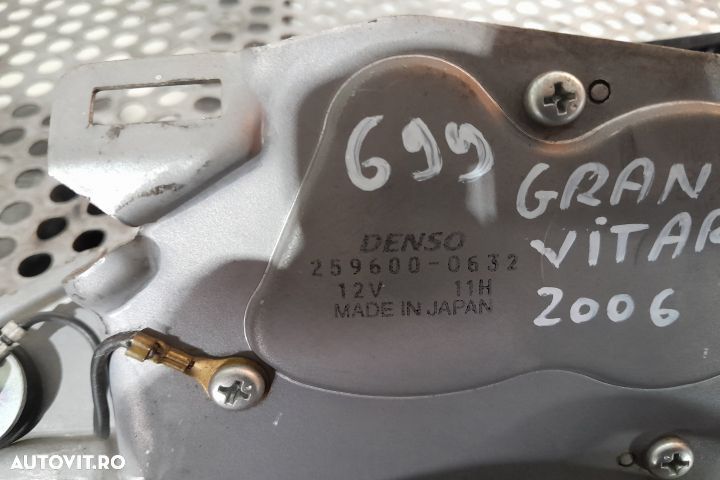 699
GRAN
VITAR
2006
DENSO
259600-0632
12V 11H
MADE IN JAPAN
AUTOVIT.RO